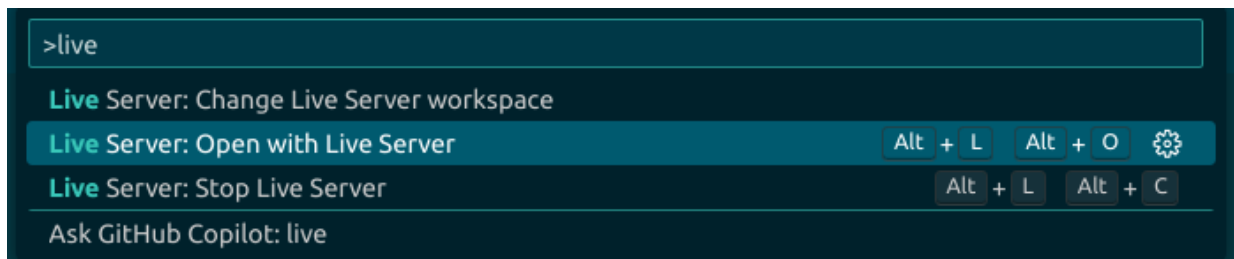 >live
Live Server: Change Live Server workspace
Live Server: Open with Live Server Alt + L Alt + O
Live Server: Stop Live Server Alt + L Alt + C
Ask GitHub Copilot: live